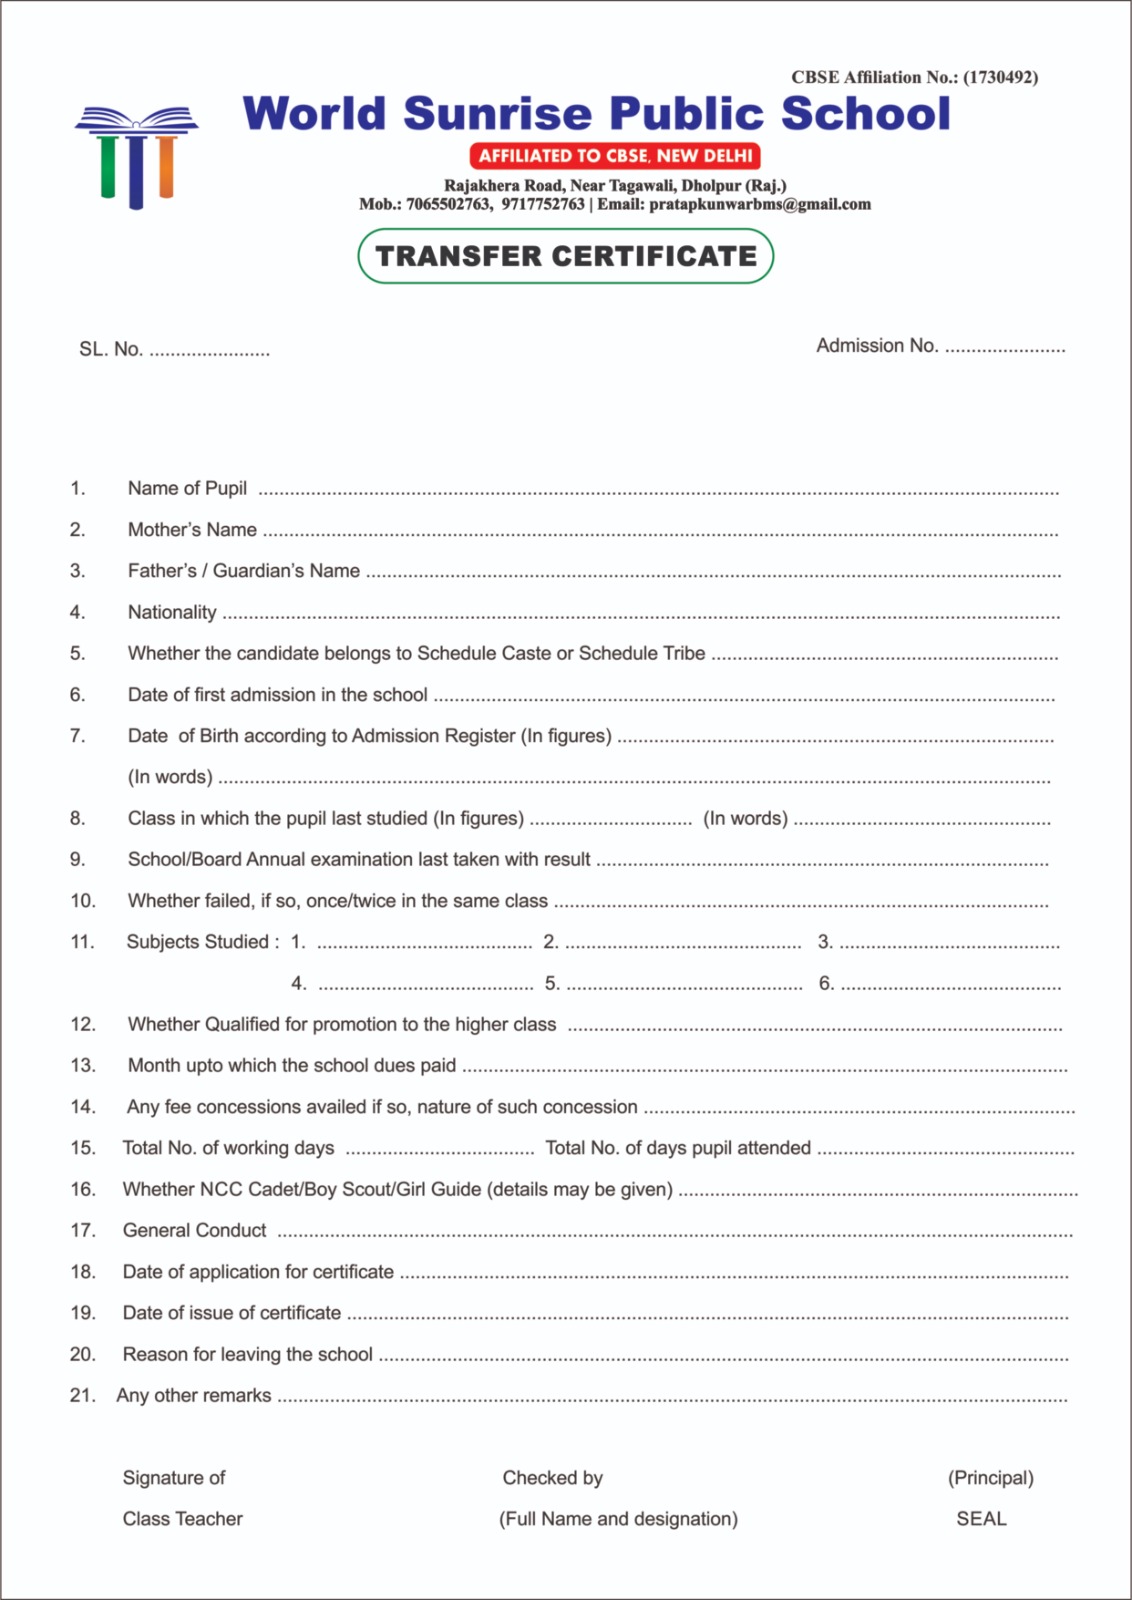 CBSE Affiliation No.: (1730492)
World Sunrise Public School
AFFILIATED TO CBSE, NEW DELHI
Rajakhera Road, Near Tagawali, Dholpur (Raj.)
Mob.: 7065502763, 9717752763 | Email: pratapkunwarbms@gmail.com
TRANSFER CERTIFICATE
SL. No. ....................... Admission No. .......................
1. Name of Pupil ........................................................
2. Mother's Name ........................................................
3. Father's / Guardian's Name ........................................................
4. Nationality ........................................................
5. Whether the candidate belongs to Schedule Caste or Schedule Tribe ........................................................
6. Date of first admission in the school ........................................................
7. Date of Birth according to Admission Register (In figures) ........................................................
(In words) ........................................................
8. Class in which the pupil last studied (In figures) ............................... (In words) .................................................
9. School/Board Annual examination last taken with result ........................................................
10. Whether failed, if so, once/twice in the same class ........................................................
11. Subjects Studied : 1. ......................................... 2. ............................................. 3. ..........................................
4. ......................................... 5. ............................................. 6. ..........................................
12. Whether Qualified for promotion to the higher class ........................................................
13. Month upto which the school dues paid ........................................................
14. Any fee concessions availed if so, nature of such concession ........................................................
15. Total No. of working days .................................... Total No. of days pupil attended .................................................
16. Whether NCC Cadet/Boy Scout/Girl Guide (details may be given) ........................................................
17. General Conduct ........................................................
18. Date of application for certificate ........................................................
19. Date of issue of certificate ........................................................
20. Reason for leaving the school ........................................................
21. Any other remarks ........................................................
Signature of Checked by (Principal)
Class Teacher (Full Name and designation) SEAL